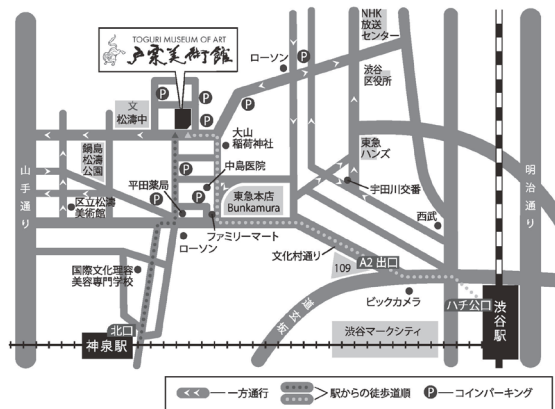 TOGURI MUSEUM OF ART
戸栗美術館
NHK
放送
センター
ローソン
P
渋谷
区役所
P
P
P
P
文
松濤中
P
鍋島
松濤
公園
大山
稲荷神社
東急
ハンズ
P
中島医院
山手通り
明治通り
平田薬局
P
P
東急本店
Bunkamura
宇田川交番
区立松濤
美術館
西武
ローソン
ファミリーマート
文化村通り
国際文化理容
美容専門学校
109
A2 出口
ビックカメラ
ハチ公口
渋谷駅
道玄坂
北口
神泉駅
渋谷マークシティ
一方通行
駅からの徒歩道順
P
コインパーキング